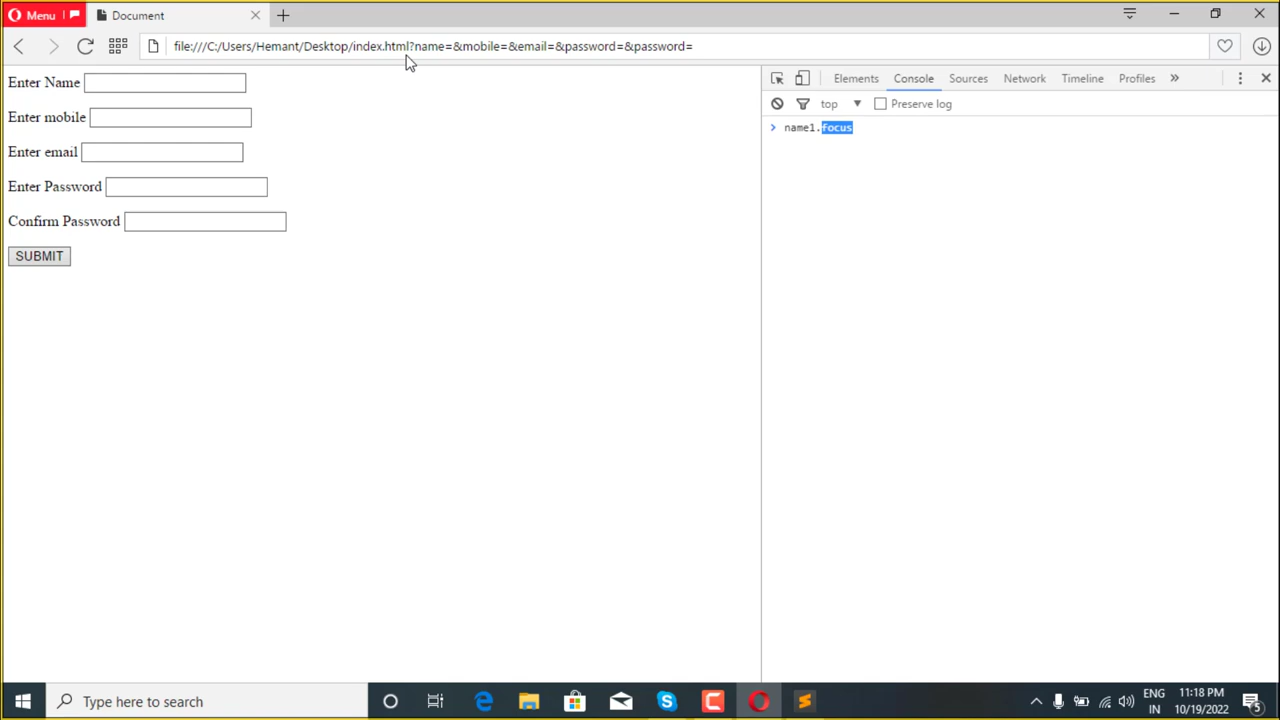 Menu
Document
file:///C:/Users/Hemant/Desktop/index.html?name=&mobile=&email=&password=&password=
Enter Name
Enter mobile
Enter email
Enter Password
Confirm Password
SUBMIT
Elements Console Sources Network Timeline Profiles »
top Preserve log
name1.focus
Type here to search
ENG
IN
11:18 PM
10/19/2022
5